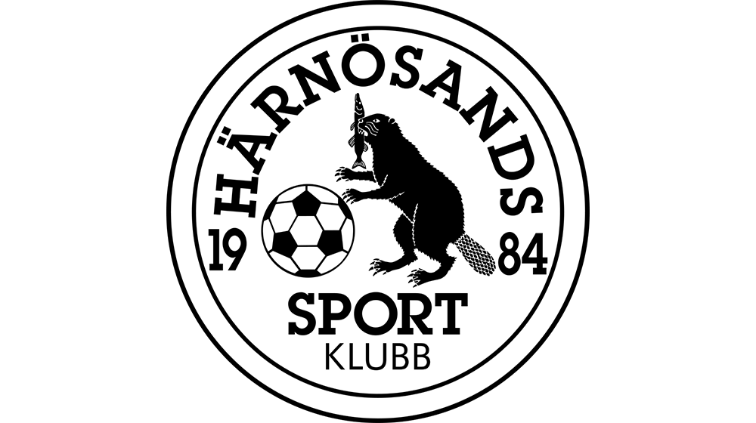 HÄRNÖSANDS
19 84
SPORT
KLUBB